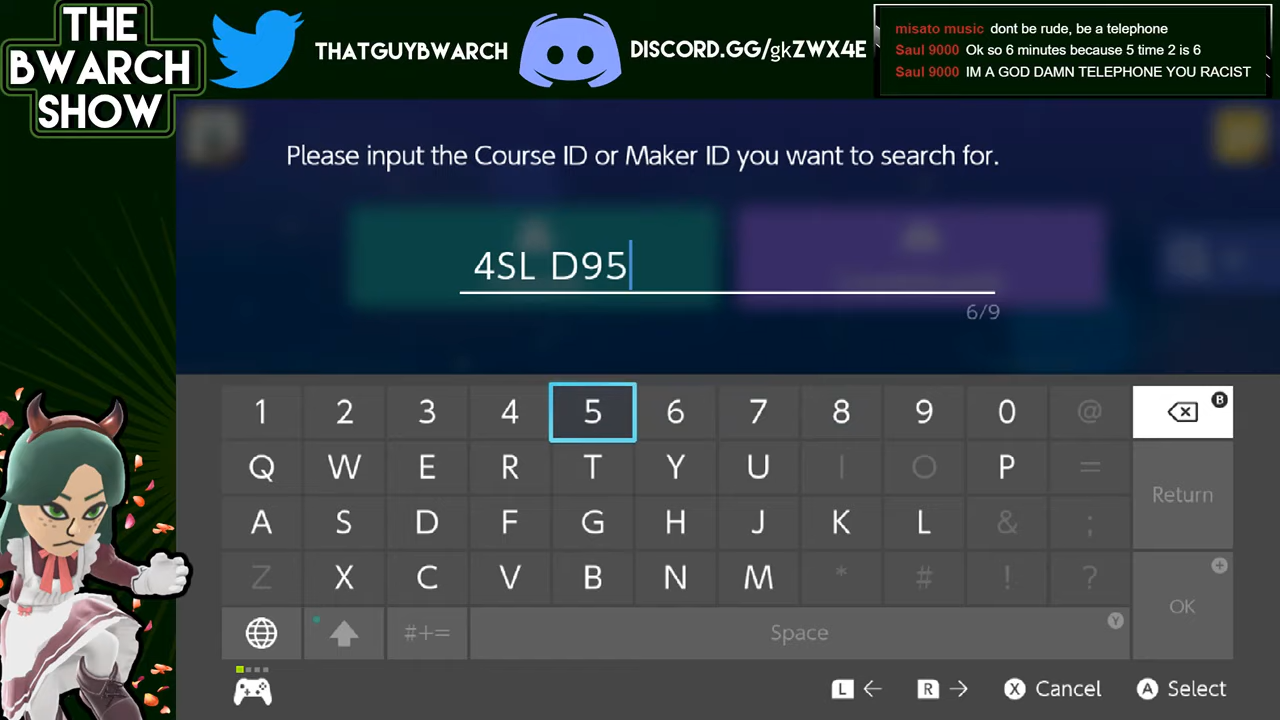 THE
BWARCH
SHOW
THATGUYBWARCH
DISCORD.GG/gkZWX4E
misato music dont be rude, be a telephone
Saul 9000 Ok so 6 minutes because 5 time 2 is 6
Saul 9000 IM A GOD DAMN TELEPHONE YOU RACIST
Please input the Course ID or Maker ID you want to search for.
4SL D95
6/9
1 2 3 4 5 6 7 8 9 0 @ B
Q W E R T Y U I O P =
Return
A S D F G H J K L & ;
Z X C V B N M * # ! ?
+
OK
#+= Space Y
L ← R → X Cancel A Select